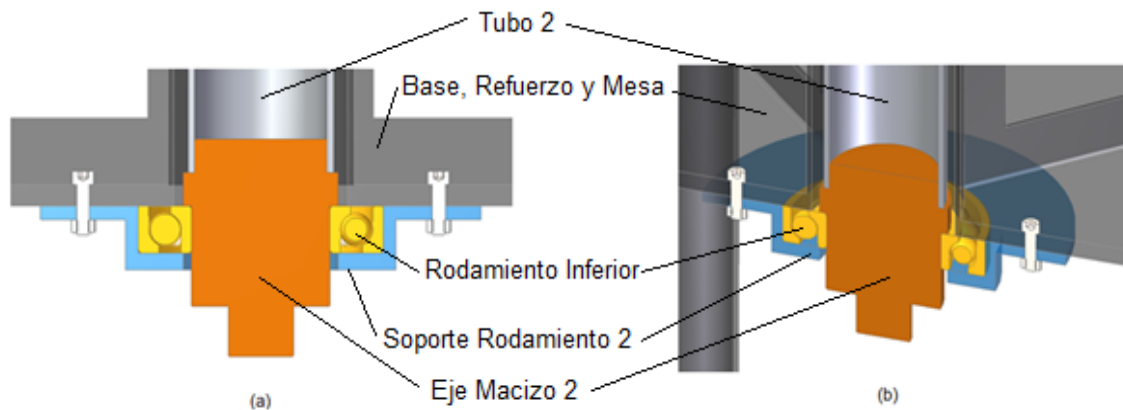 Tubo 2
Base, Refuerzo y Mesa
Rodamiento Inferior
Soporte Rodamiento 2
Eje Macizo 2
(a)
(b)